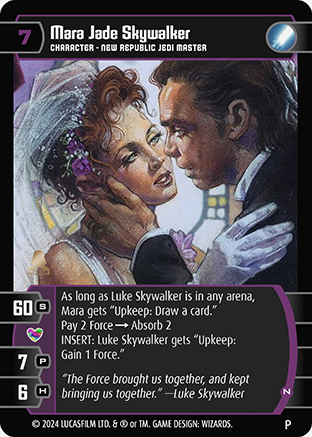 7 Mara Jade Skywalker
CHARACTER - NEW REPUBLIC JEDI MASTER
60 S
7 P
6 H
As long as Luke Skywalker is in any arena,
Mara gets “Upkeep: Draw a card.”
Pay 2 Force → Absorb 2
INSERT: Luke Skywalker gets “Upkeep:
Gain 1 Force.”
“The Force brought us together, and kept
bringing us together.” —Luke Skywalker
N
© 2024 LUCASFILM LTD. & ® or TM. GAME DESIGN: WIZARDS. P